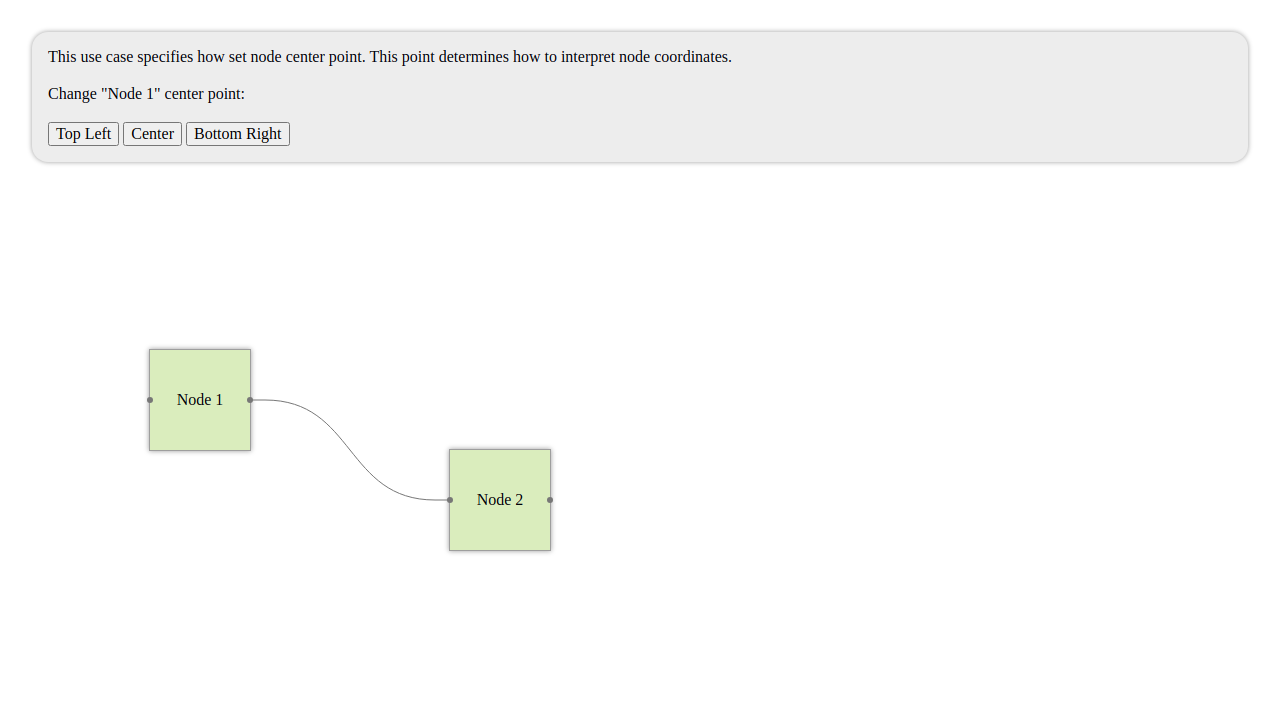 This use case specifies how set node center point. This point determines how to interpret node coordinates.
Change "Node 1" center point:
Top Left Center Bottom Right
Node 1
Node 2